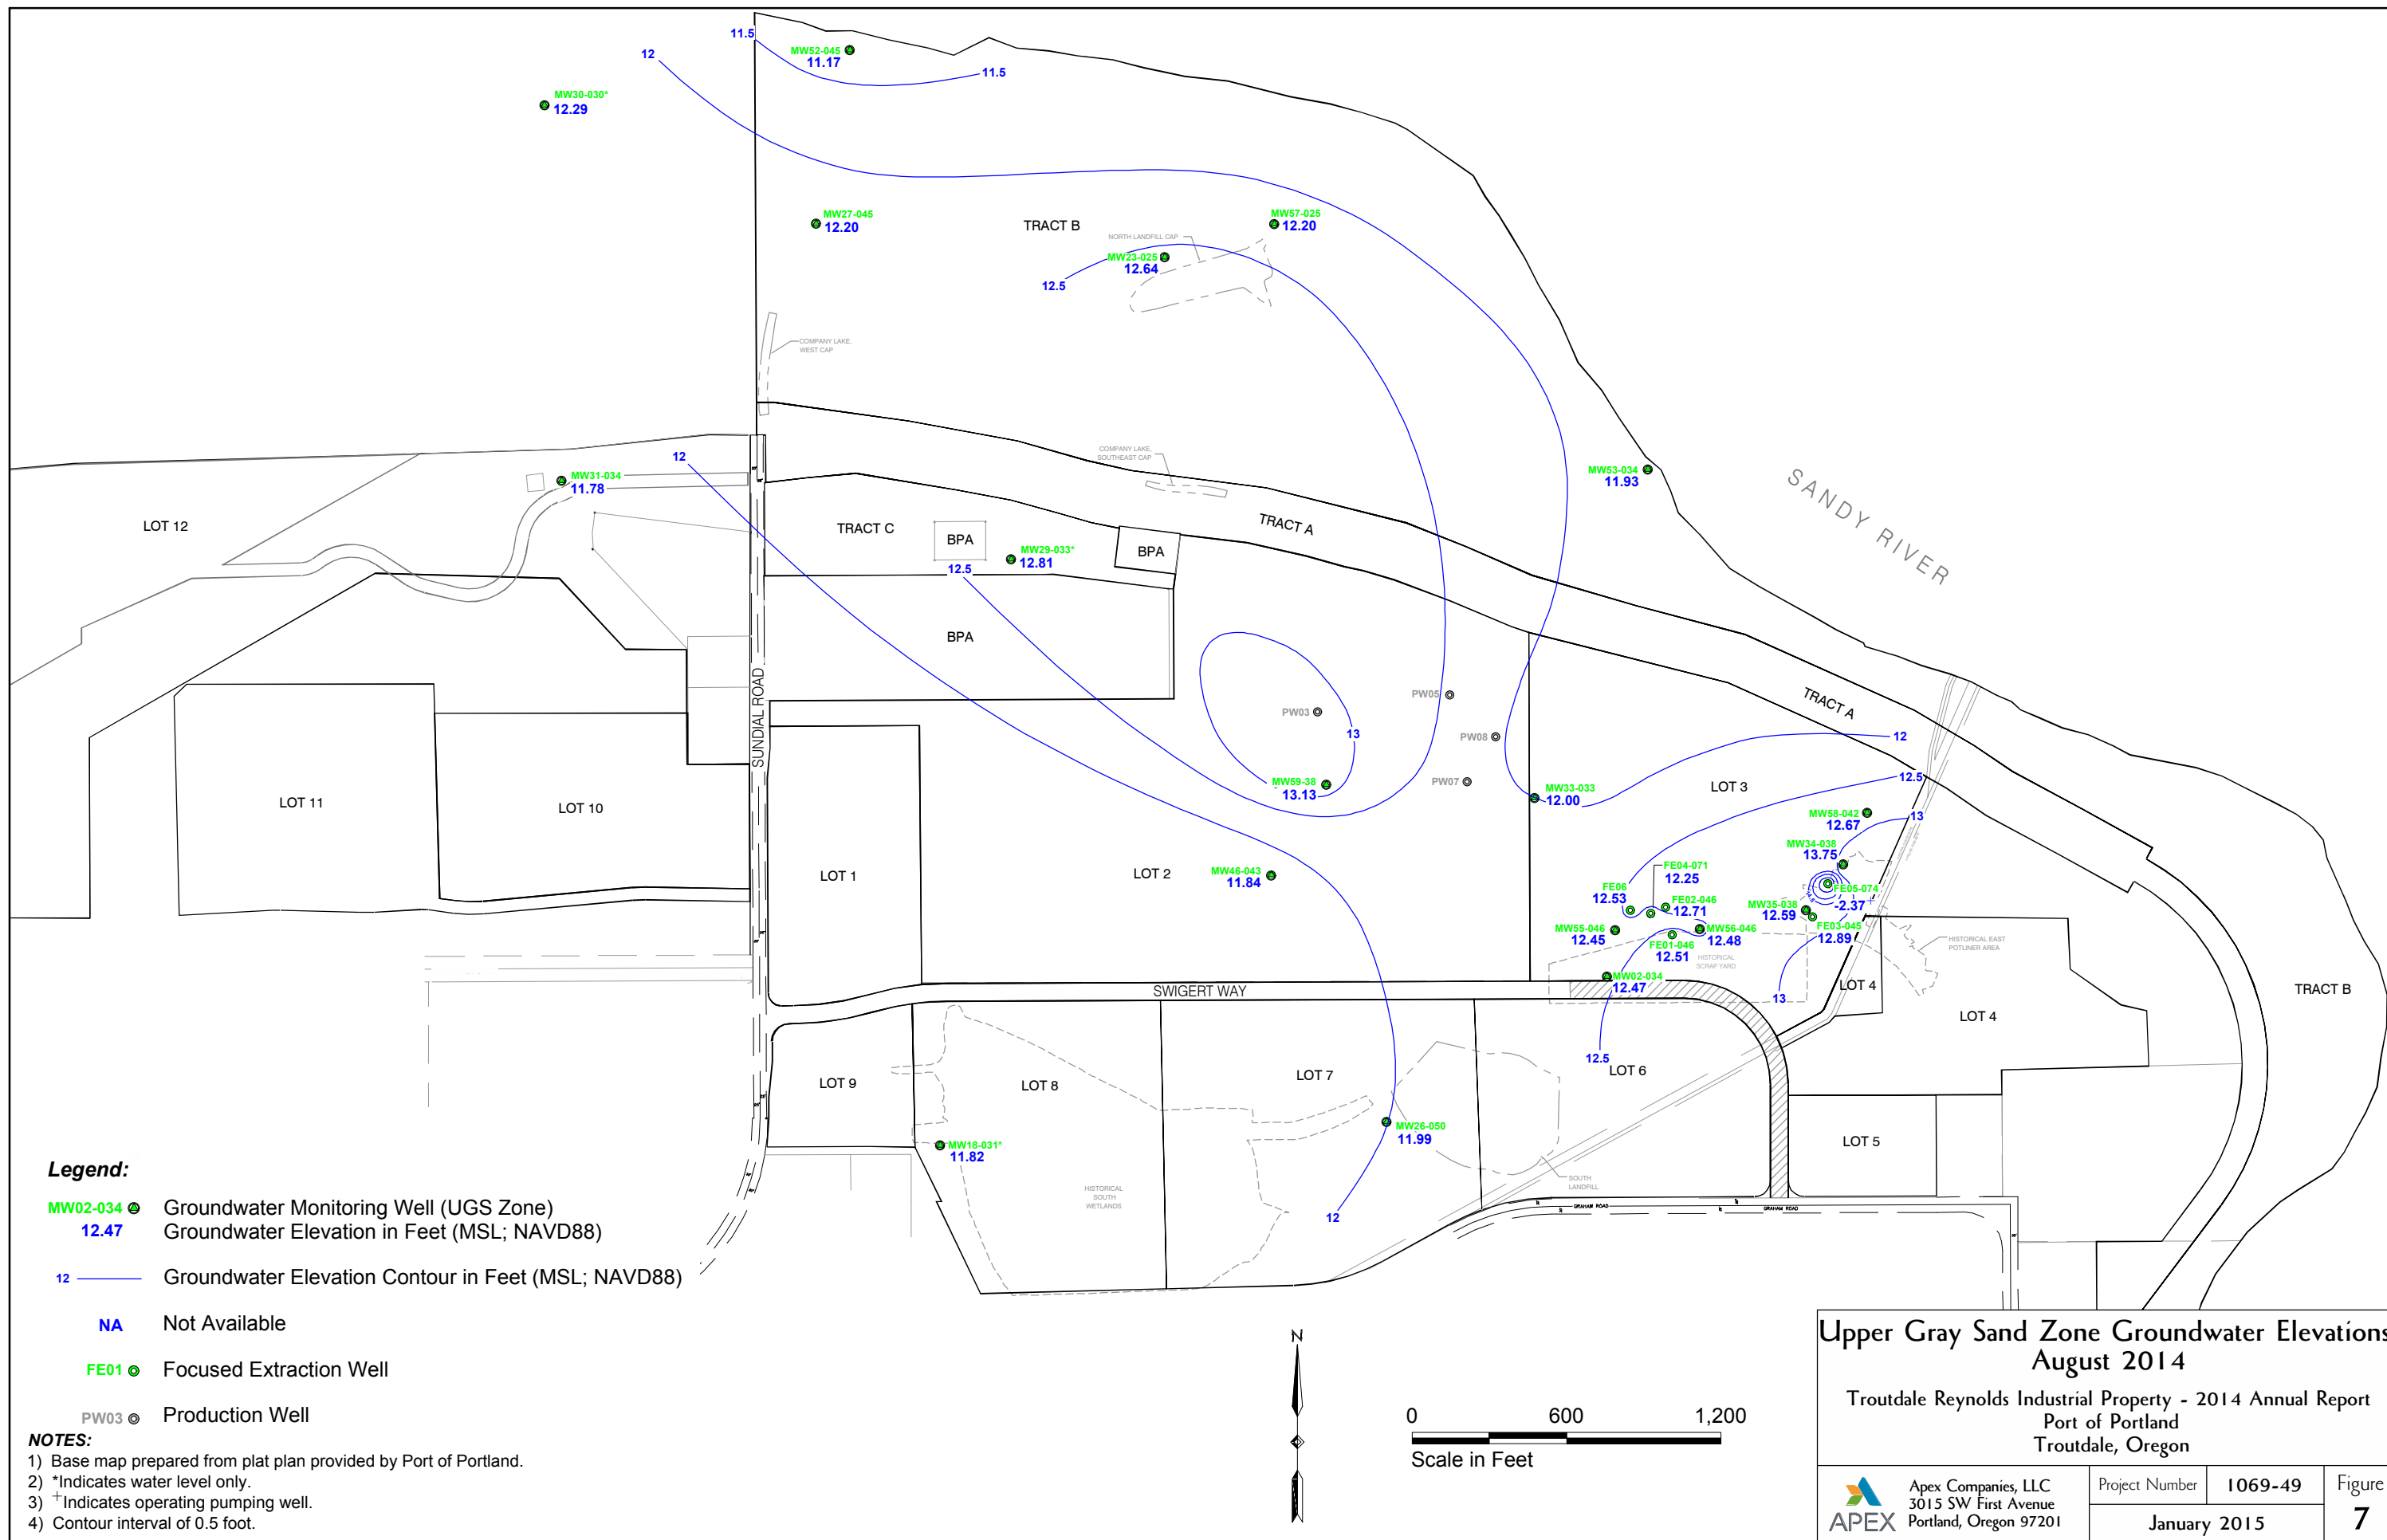 11.5
12
MW52-045
11.17
11.5
MW30-030*
12.29
MW27-045
12.20
TRACT B
MW57-025
12.20
NORTH LANDFILL CAP
MW23-025
12.64
12.5
COMPANY LAKE,
WEST CAP
COMPANY LAKE,
SOUTHEAST CAP
12
MW31-034
11.78
MW53-034
11.93
SANDY RIVER
LOT 12
TRACT C
BPA
MW29-033*
12.81
BPA
TRACT A
12.5
BPA
SUNDIAL ROAD
PW05
PW03
13
PW08
TRACT A
12
MW59-38
13.13
PW07
MW33-033
12.00
LOT 3
12.5
LOT 11
LOT 10
MW58-042
12.67
13
MW34-038
13.75
LOT 1
LOT 2
MW46-043
11.84
FE04-071
12.25
FE06
12.53
FE02-046
12.71
FE05-074
-2.37 +
MW35-038
12.59
FE03-045
12.89
MW55-046
12.45
MW56-046
12.48
FE01-046
12.51
HISTORICAL
SCRAP YARD
HISTORICAL EAST
POTLINER AREA
MW02-034
12.47
SWIGERT WAY
13
LOT 4
LOT 4
TRACT B
12.5
LOT 9
LOT 8
LOT 7
LOT 6
MW26-050
11.99
LOT 5
MW18-031*
11.82
HISTORICAL
SOUTH
WETLANDS
SOUTH
LANDFILL
12
GRAHAM ROAD
GRAHAM ROAD
Legend:
MW02-034 Groundwater Monitoring Well (UGS Zone)
12.47 Groundwater Elevation in Feet (MSL; NAVD88)
12 Groundwater Elevation Contour in Feet (MSL; NAVD88)
NA Not Available
FE01 Focused Extraction Well
PW03 Production Well
NOTES:
1) Base map prepared from plat plan provided by Port of Portland.
2) *Indicates water level only.
3) +Indicates operating pumping well.
4) Contour interval of 0.5 foot.
N
0 600 1,200
Scale in Feet
Upper Gray Sand Zone Groundwater Elevations
August 2014
Troutdale Reynolds Industrial Property - 2014 Annual Report
Port of Portland
Troutdale, Oregon
APEX
Apex Companies, LLC
3015 SW First Avenue
Portland, Oregon 97201
Project Number 1069-49
January 2015
Figure
7